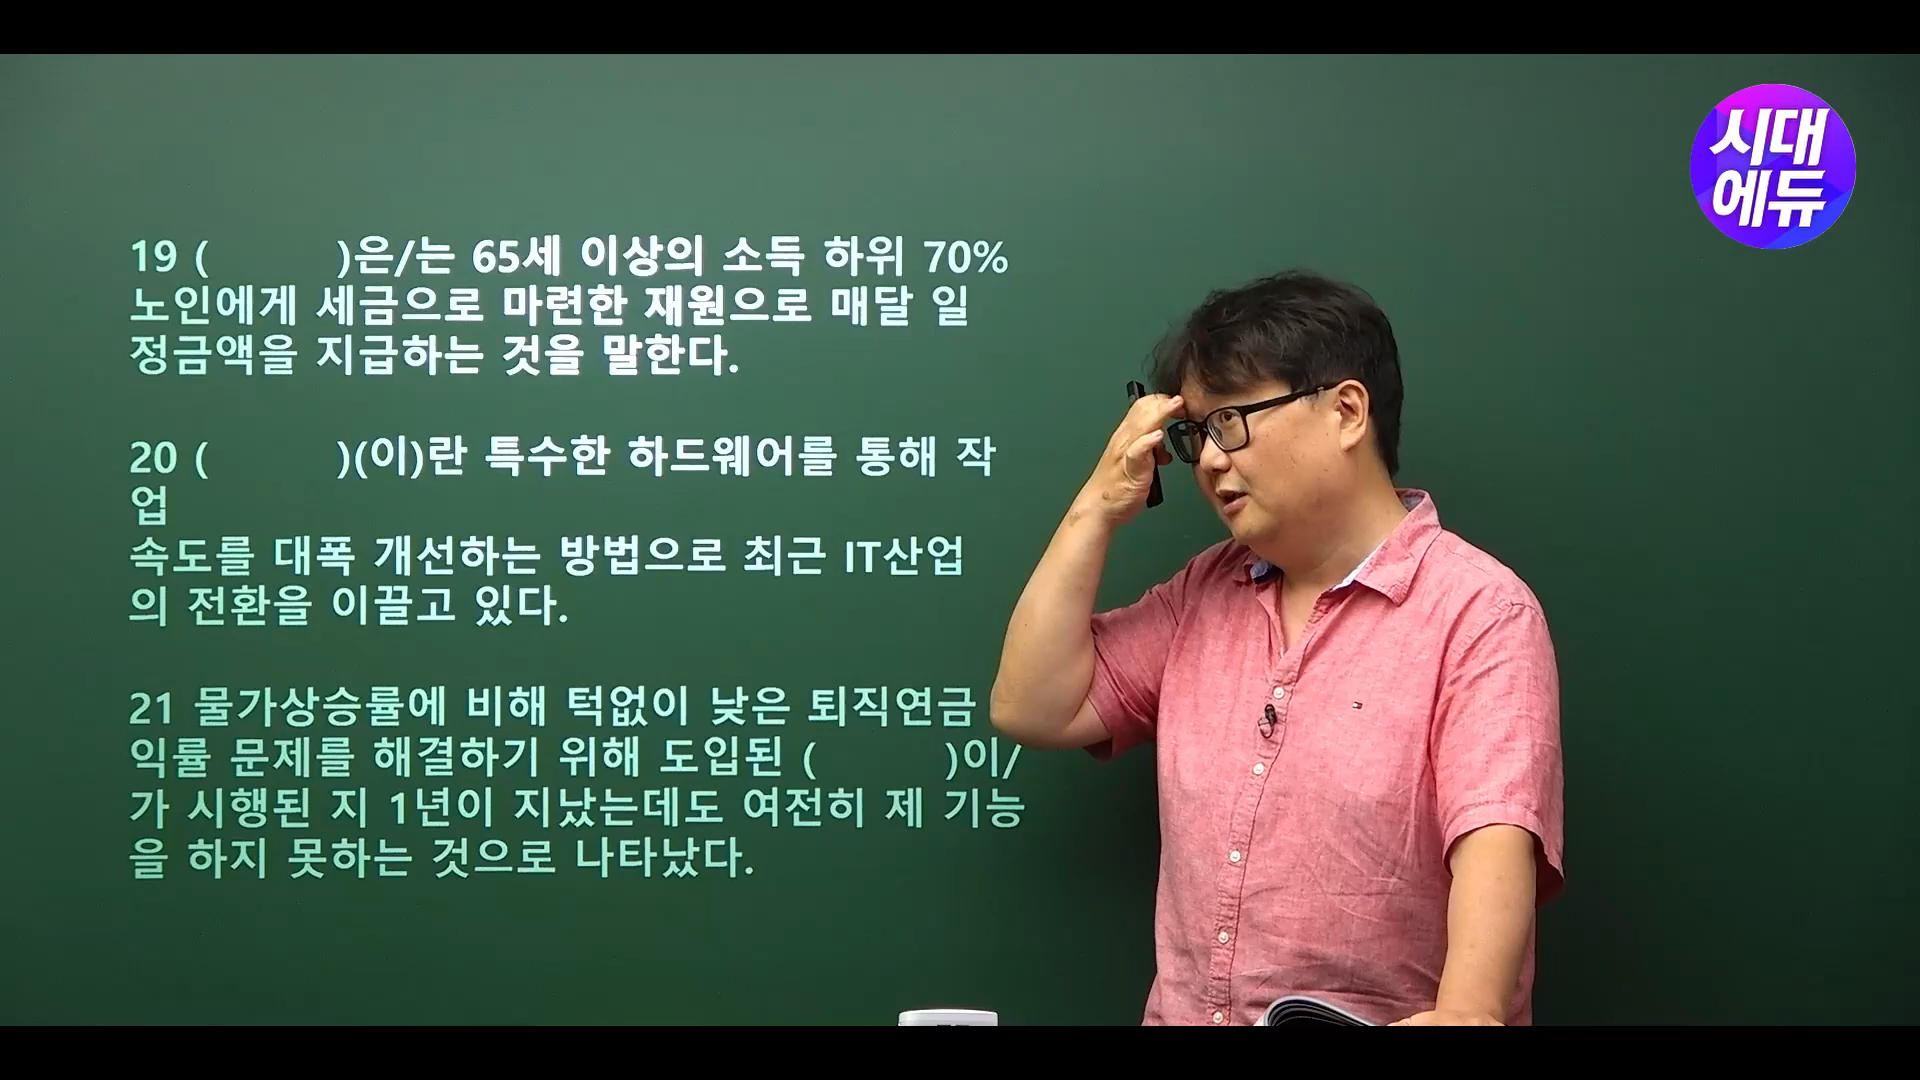 시대
에듀
19 (          )은/는 65세 이상의 소득 하위 70%
노인에게 세금으로 마련한 재원으로 매달 일
정금액을 지급하는 것을 말한다.
20 (          )(이)란 특수한 하드웨어를 통해 작
업
속도를 대폭 개선하는 방법으로 최근 IT산업
의 전환을 이끌고 있다.
21 물가상승률에 비해 턱없이 낮은 퇴직연금
익률 문제를 해결하기 위해 도입된 (          )이/
가 시행된 지 1년이 지났는데도 여전히 제 기능
을 하지 못하는 것으로 나타났다.